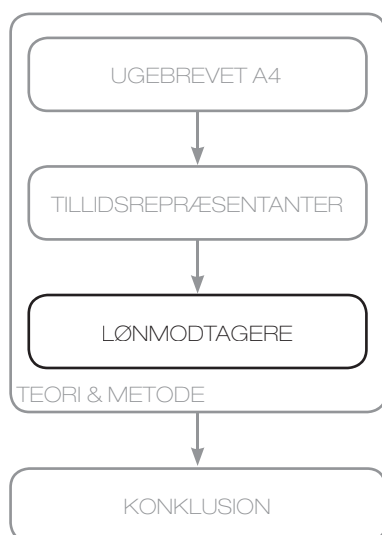 UGEBREVET A4
TILLIDSREPRÆSENTANTER
LØNMODTAGERE
TEORI & METODE
KONKLUSION